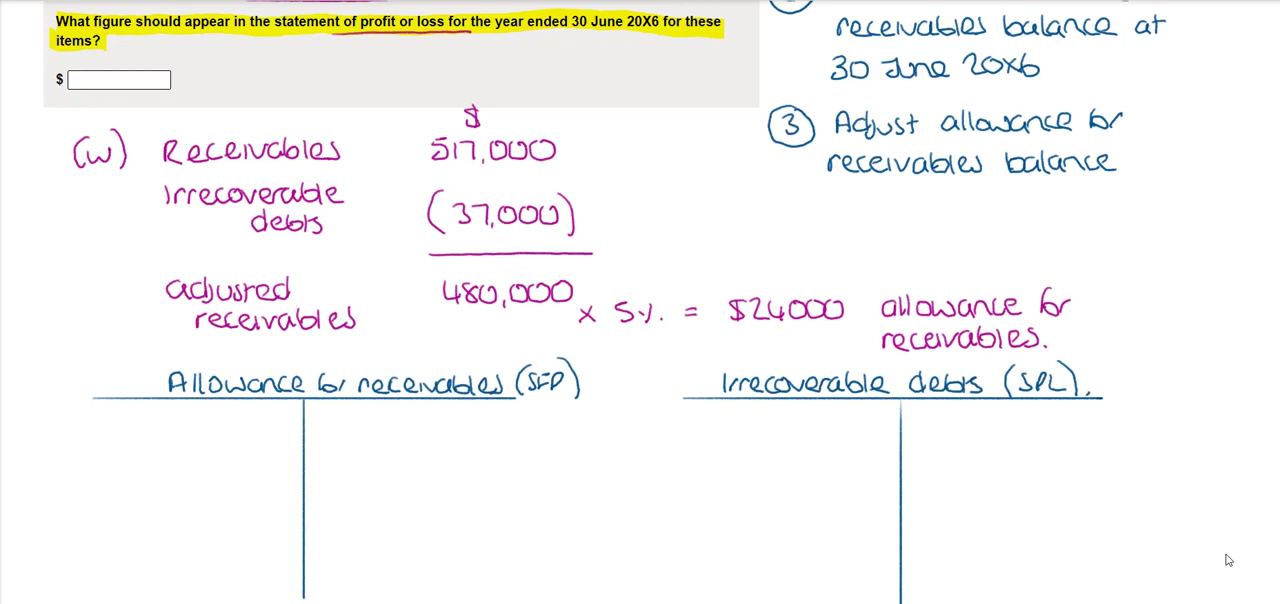 What figure should appear in the statement of profit or loss for the year ended 30 June 20X6 for these
items?
$
receivables balance at
30 June 20X6
3 Adjust allowance for
receivables balance
$
(W) Receivables 517,000
Irrecoverable
debts (37,000)
adjusted
receivables 480,000 x 5% = $24000 allowance for
receivables.
Allowance for receivables (SFP)
Irrecoverable debts (SPL).